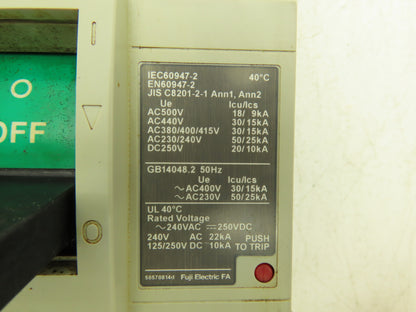 O
OFF
IEC60947-2 40°C
EN60947-2
JIS C8201-2-1 Ann1, Ann2
Ue Icu/Ics
AC500V 18/ 9kA
AC440V 30/15kA
AC380/400/415V 30/15kA
AC230/240V 50/25kA
DC250V 20/10kA
GB14048.2 50Hz
Ue Icu/Ics
~AC400V 30/15kA
~AC230V 50/25kA
UL 40°C
Rated Voltage
~240VAC ⎓250VDC
240V AC 22kA PUSH
125/250V DC 10kA TO TRIP
Fuji Electric FA